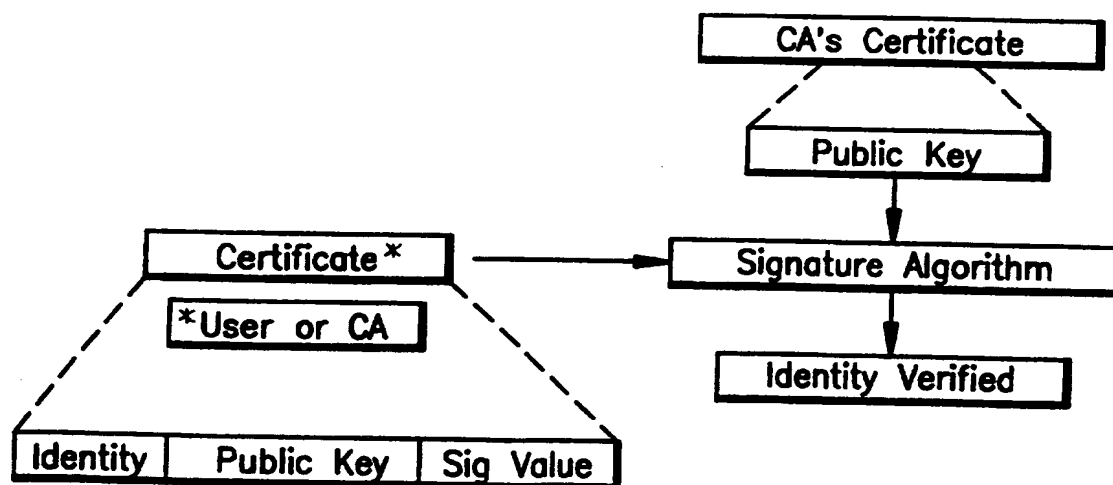 CA's Certificate
Public Key
Certificate*
Signature Algorithm
*User or CA
Identity Verified
Identity Public Key Sig Value